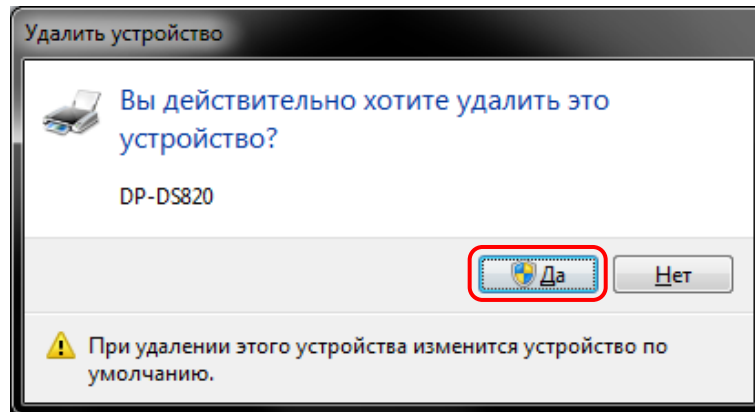 Удалить устройство
Вы действительно хотите удалить это
устройство?
DP-DS820
Да
Нет
При удалении этого устройства изменится устройство по
умолчанию.